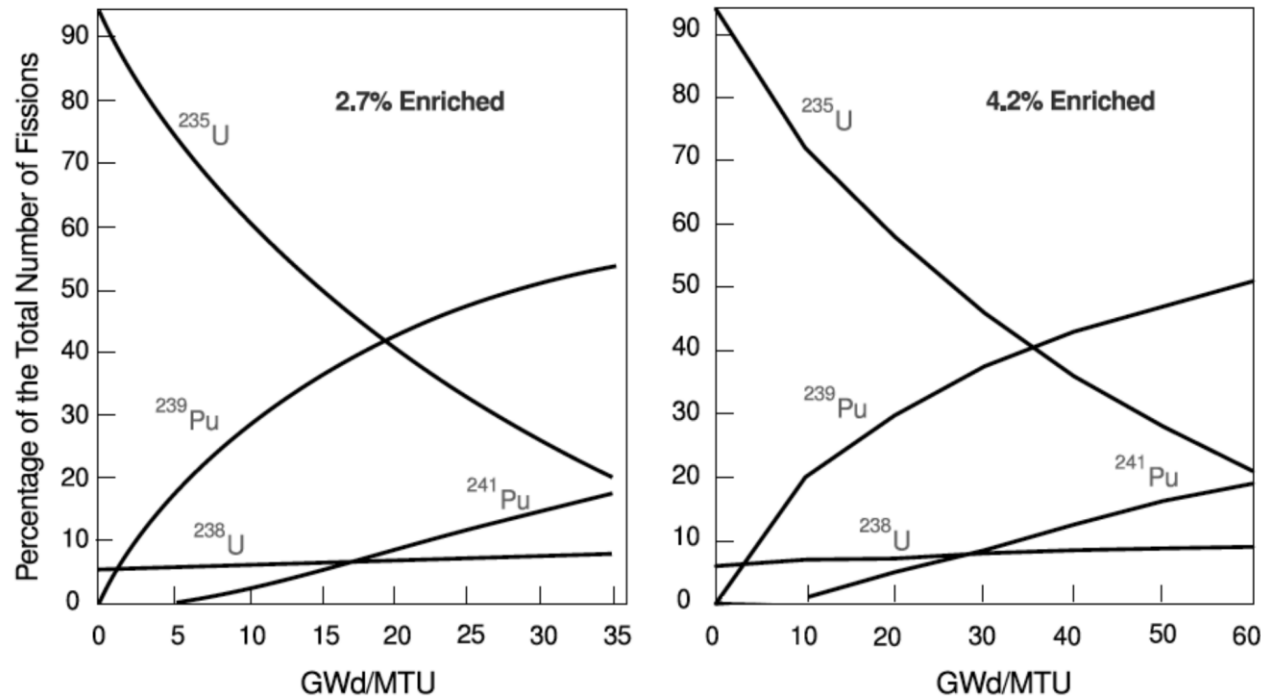 Percentage of the Total Number of Fissions
90
80
70
60
50
40
30
20
10
0
2.7% Enriched
235U
239Pu
241Pu
238U
0 5 10 15 20 25 30 35
GWd/MTU
90
80
70
60
50
40
30
20
10
0
4.2% Enriched
235U
239Pu
241Pu
238U
0 10 20 30 40 50 60
GWd/MTU